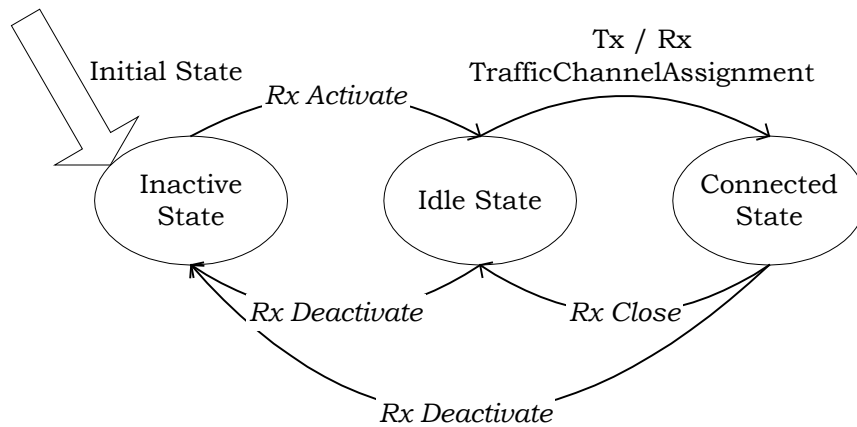 Tx / Rx
TrafficChannelAssignment
Initial State
Rx Activate
Inactive
State
Idle State
Connected
State
Rx Deactivate
Rx Close
Rx Deactivate